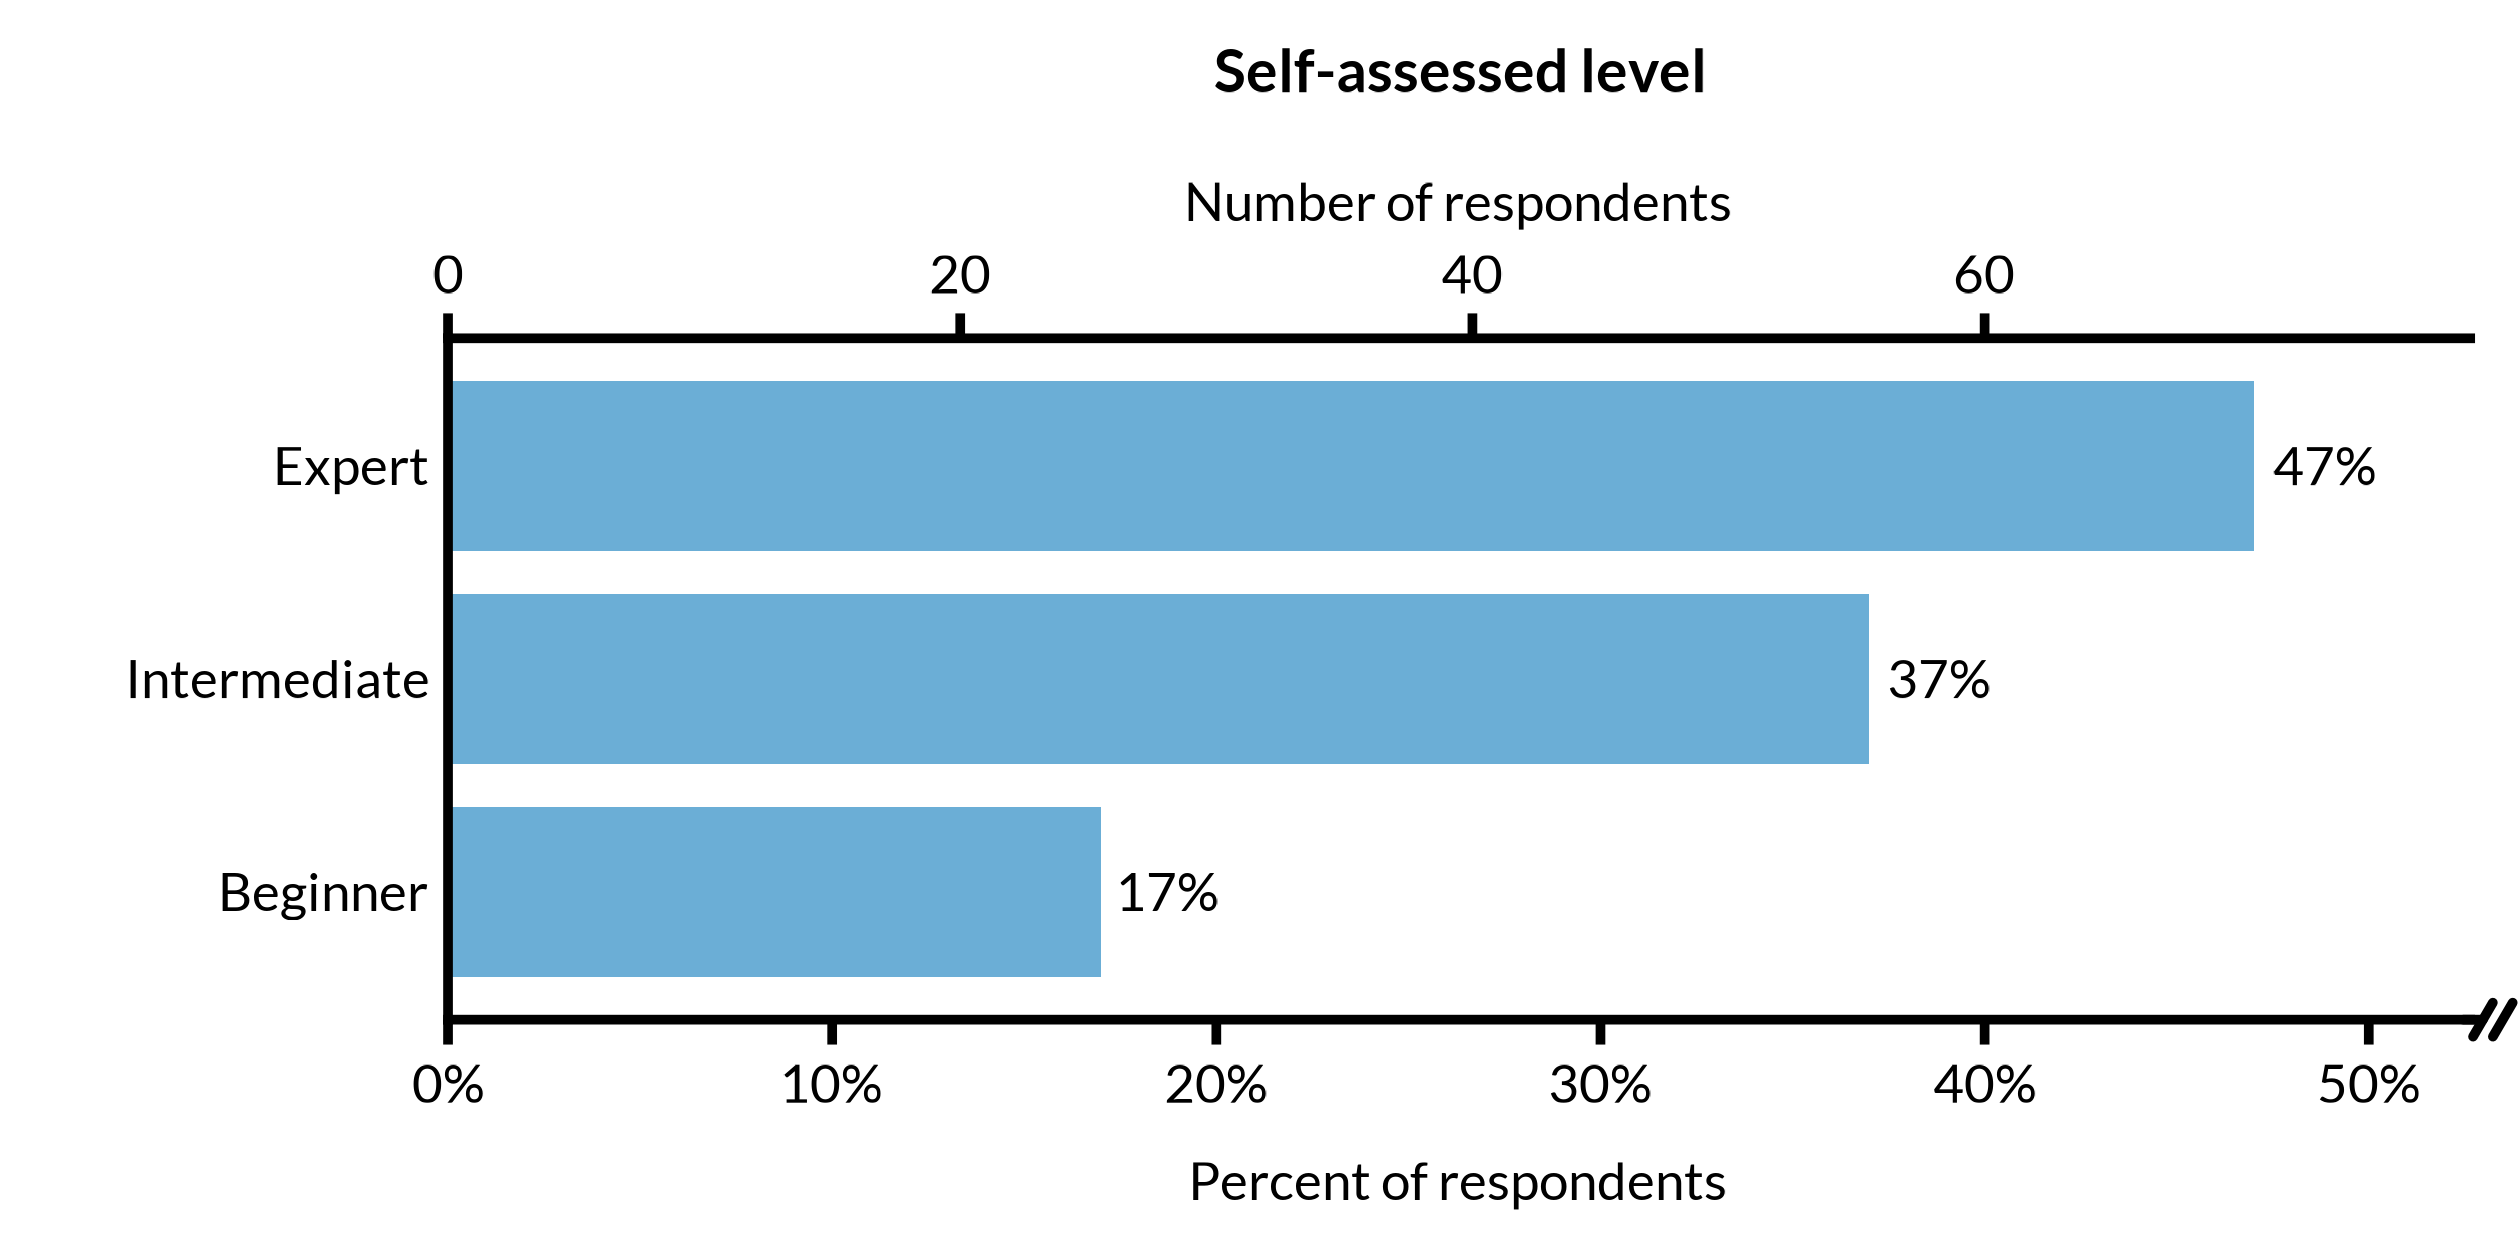 Self-assessed level
Number of respondents
0 20 40 60
Expert 47%
Intermediate 37%
Beginner 17%
0% 10% 20% 30% 40% 50%
Percent of respondents